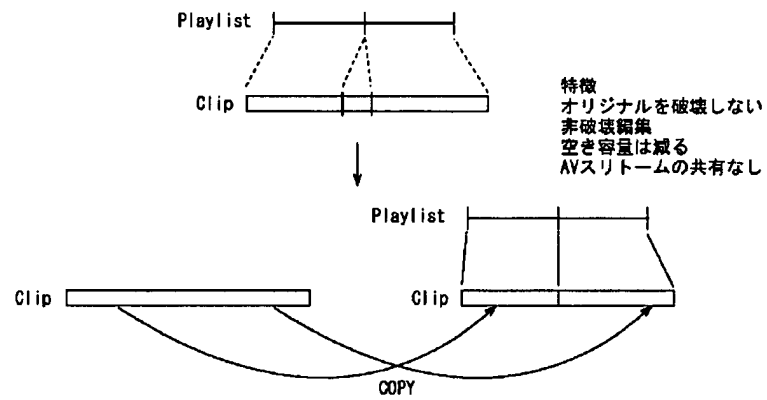 Playlist
Clip
特徴
オリジナルを破壊しない
非破壊編集
空き容量は減る
AVスリトームの共有なし
Playlist
Clip
Clip
COPY